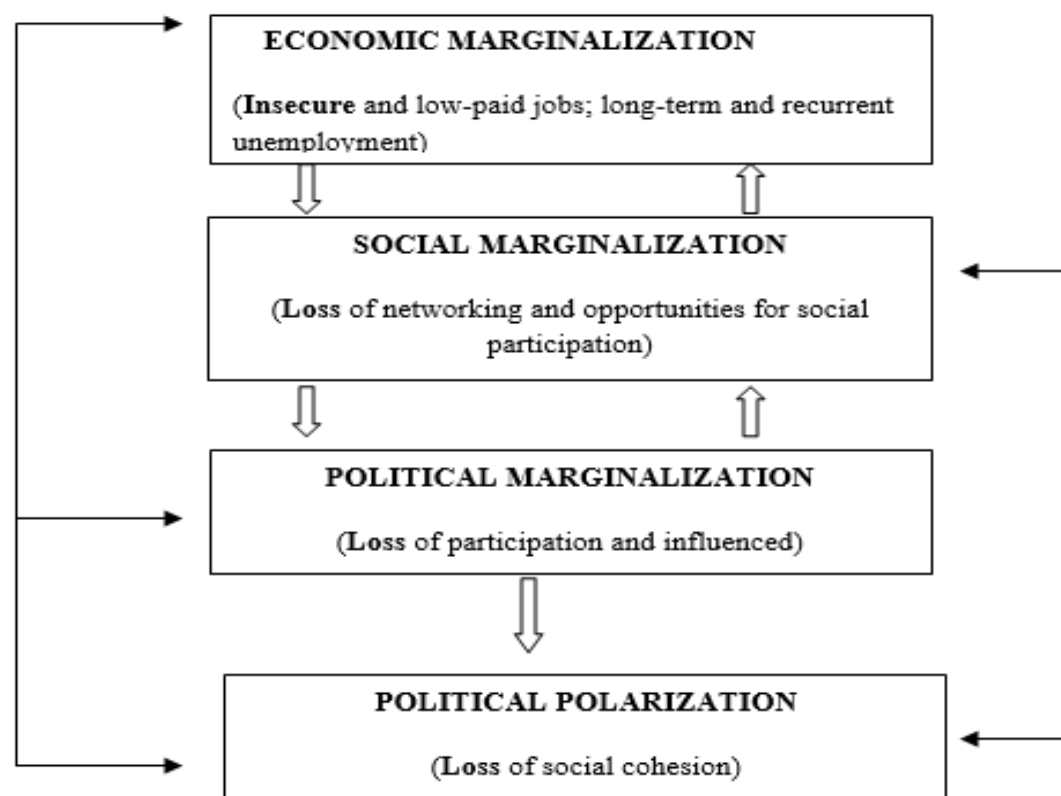 ECONOMIC MARGINALIZATION
(Insecure and low-paid jobs; long-term and recurrent
unemployment)
SOCIAL MARGINALIZATION
(Loss of networking and opportunities for social
participation)
POLITICAL MARGINALIZATION
(Loss of participation and influenced)
POLITICAL POLARIZATION
(Loss of social cohesion)